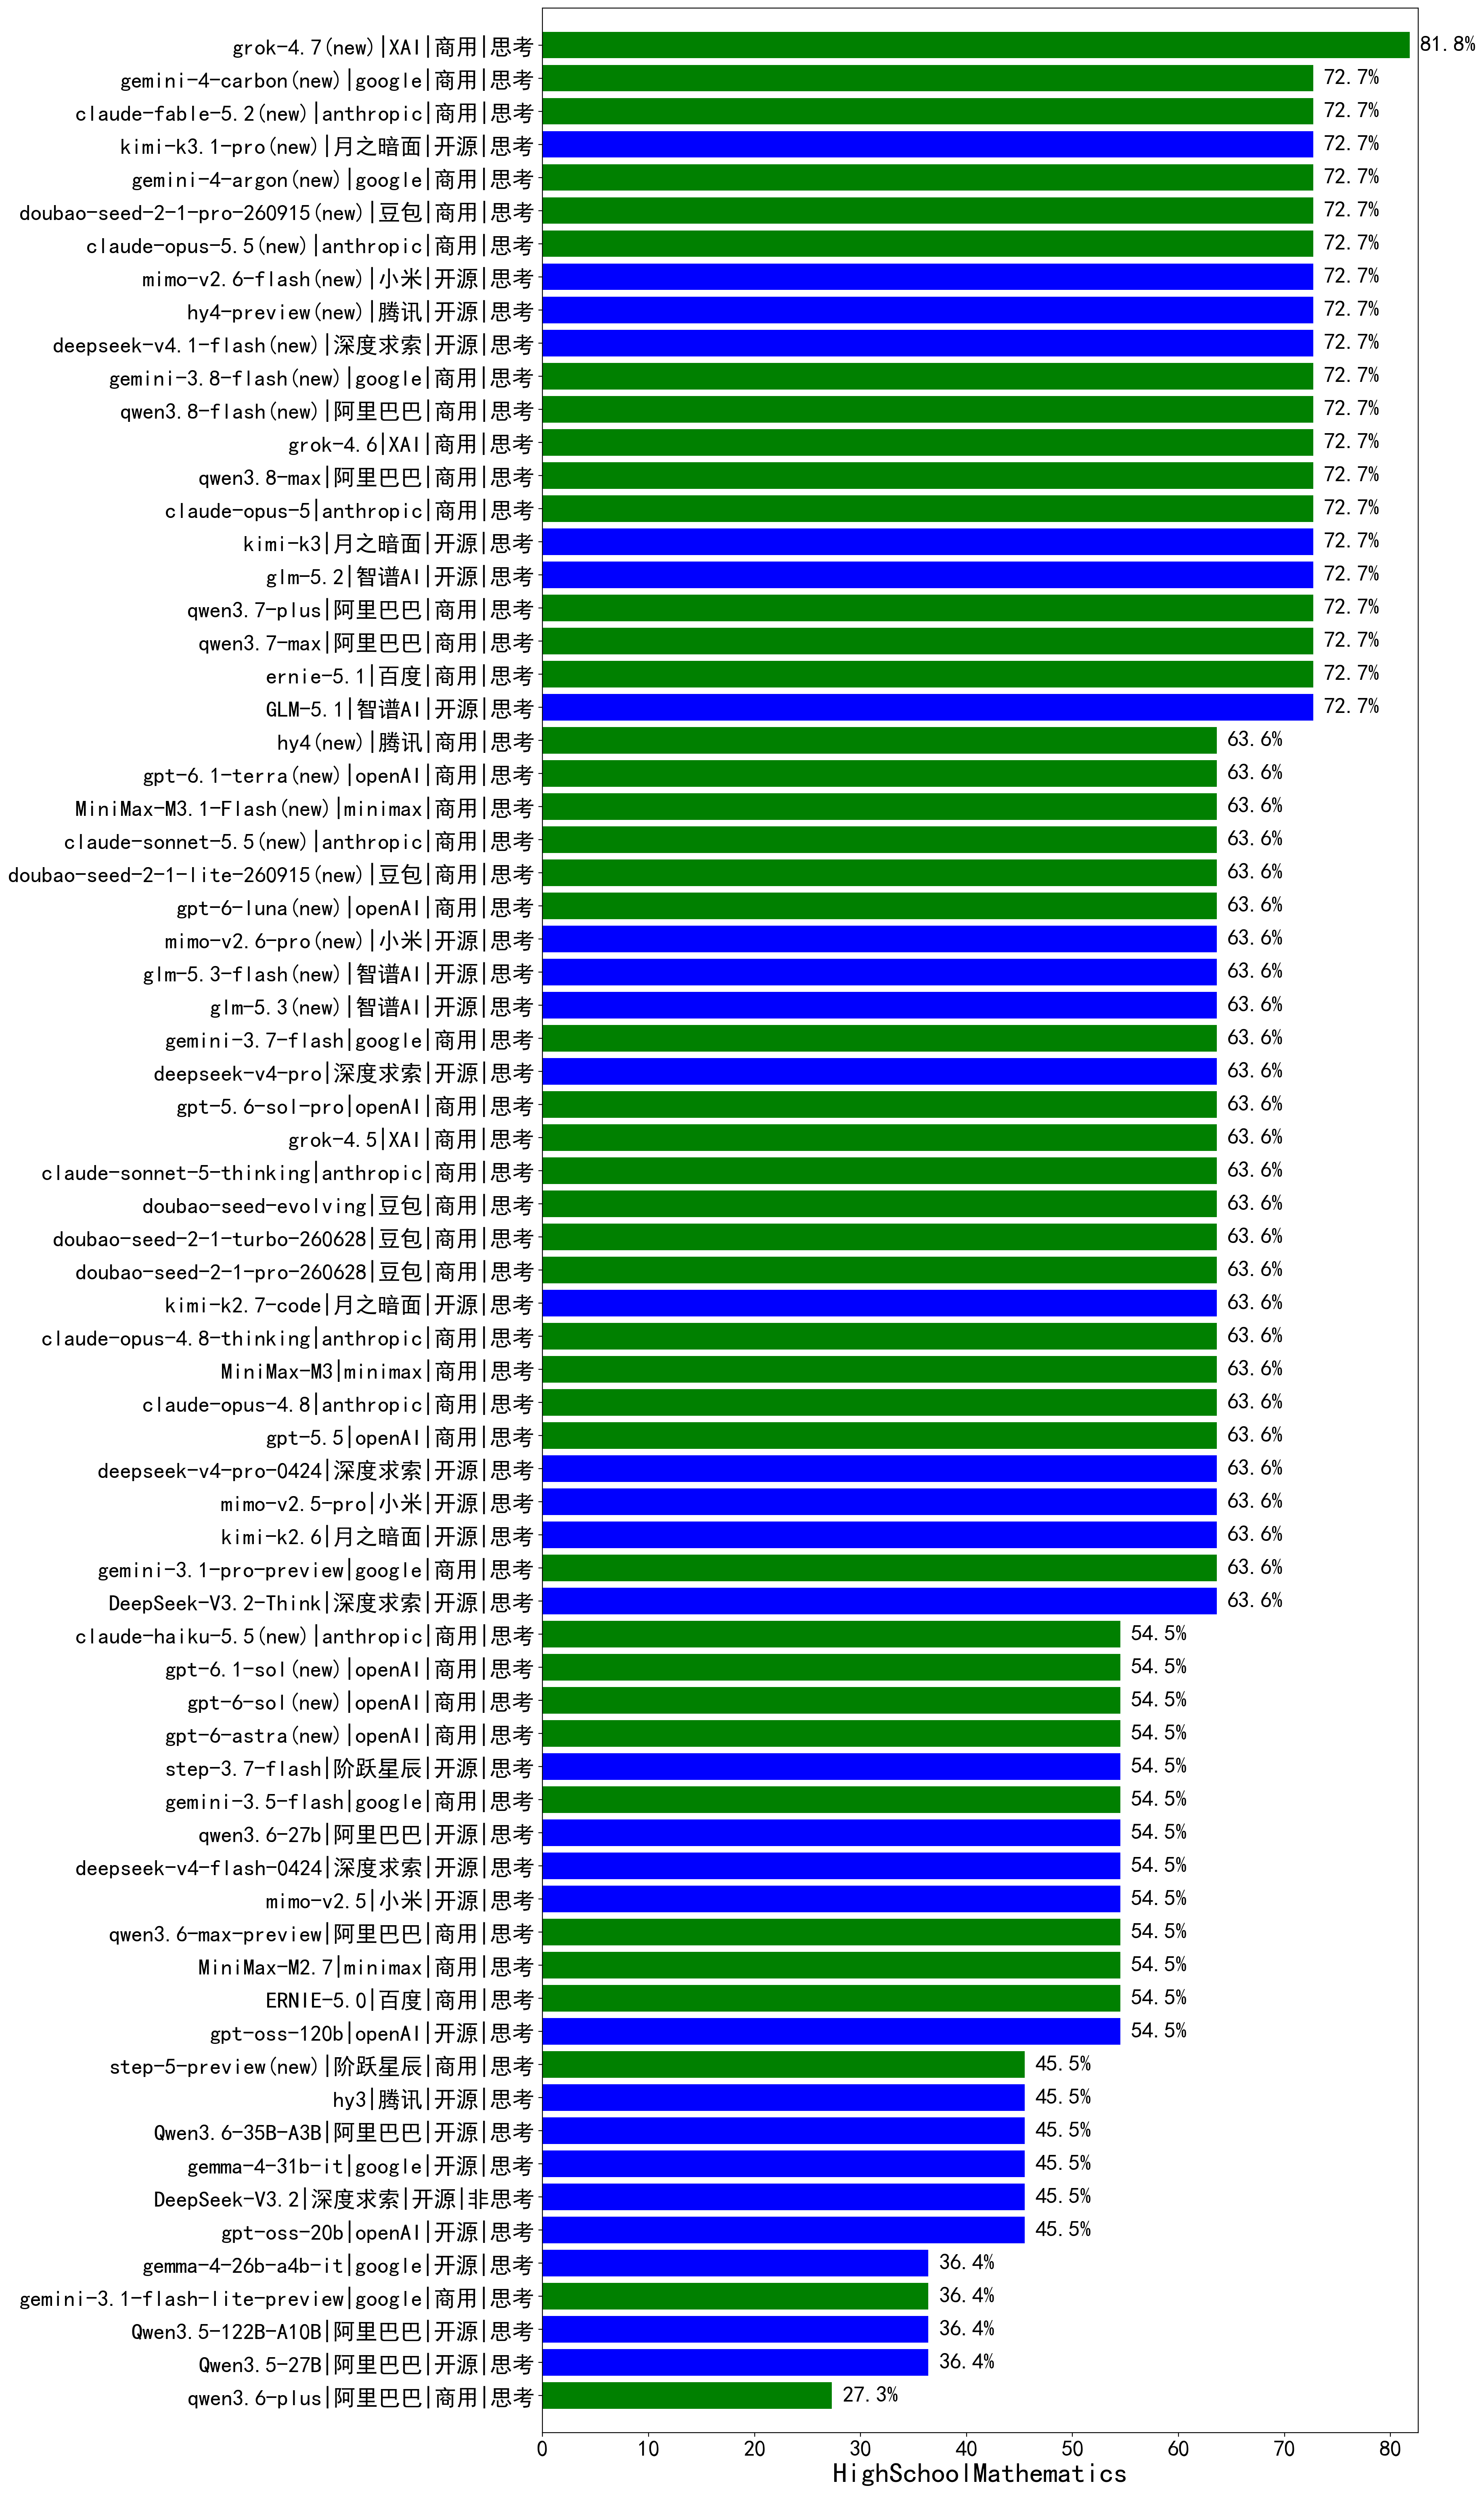 grok-4.7(new)|XAI|商用|思考 81.8%
gemini-4-carbon(new)|google|商用|思考 72.7%
claude-fable-5.2(new)|anthropic|商用|思考 72.7%
kimi-k3.1-pro(new)|月之暗面|开源|思考 72.7%
gemini-4-argon(new)|google|商用|思考 72.7%
doubao-seed-2-1-pro-260915(new)|豆包|商用|思考 72.7%
claude-opus-5.5(new)|anthropic|商用|思考 72.7%
mimo-v2.6-flash(new)|小米|开源|思考 72.7%
hy4-preview(new)|腾讯|开源|思考 72.7%
deepseek-v4.1-flash(new)|深度求索|开源|思考 72.7%
gemini-3.8-flash(new)|google|商用|思考 72.7%
qwen3.8-flash(new)|阿里巴巴|商用|思考 72.7%
grok-4.6|XAI|商用|思考 72.7%
qwen3.8-max|阿里巴巴|商用|思考 72.7%
claude-opus-5|anthropic|商用|思考 72.7%
kimi-k3|月之暗面|开源|思考 72.7%
glm-5.2|智谱AI|开源|思考 72.7%
qwen3.7-plus|阿里巴巴|商用|思考 72.7%
qwen3.7-max|阿里巴巴|商用|思考 72.7%
ernie-5.1|百度|商用|思考 72.7%
GLM-5.1|智谱AI|开源|思考 72.7%
hy4(new)|腾讯|商用|思考 63.6%
gpt-6.1-terra(new)|openAI|商用|思考 63.6%
MiniMax-M3.1-Flash(new)|minimax|商用|思考 63.6%
claude-sonnet-5.5(new)|anthropic|商用|思考 63.6%
doubao-seed-2-1-lite-260915(new)|豆包|商用|思考 63.6%
gpt-6-luna(new)|openAI|商用|思考 63.6%
mimo-v2.6-pro(new)|小米|开源|思考 63.6%
glm-5.3-flash(new)|智谱AI|开源|思考 63.6%
glm-5.3(new)|智谱AI|开源|思考 63.6%
gemini-3.7-flash|google|商用|思考 63.6%
deepseek-v4-pro|深度求索|开源|思考 63.6%
gpt-5.6-sol-pro|openAI|商用|思考 63.6%
grok-4.5|XAI|商用|思考 63.6%
claude-sonnet-5-thinking|anthropic|商用|思考 63.6%
doubao-seed-evolving|豆包|商用|思考 63.6%
doubao-seed-2-1-turbo-260628|豆包|商用|思考 63.6%
doubao-seed-2-1-pro-260628|豆包|商用|思考 63.6%
kimi-k2.7-code|月之暗面|开源|思考 63.6%
claude-opus-4.8-thinking|anthropic|商用|思考 63.6%
MiniMax-M3|minimax|商用|思考 63.6%
claude-opus-4.8|anthropic|商用|思考 63.6%
gpt-5.5|openAI|商用|思考 63.6%
deepseek-v4-pro-0424|深度求索|开源|思考 63.6%
mimo-v2.5-pro|小米|开源|思考 63.6%
kimi-k2.6|月之暗面|开源|思考 63.6%
gemini-3.1-pro-preview|google|商用|思考 63.6%
DeepSeek-V3.2-Think|深度求索|开源|思考 63.6%
claude-haiku-5.5(new)|anthropic|商用|思考 54.5%
gpt-6.1-sol(new)|openAI|商用|思考 54.5%
gpt-6-sol(new)|openAI|商用|思考 54.5%
gpt-6-astra(new)|openAI|商用|思考 54.5%
step-3.7-flash|阶跃星辰|开源|思考 54.5%
gemini-3.5-flash|google|商用|思考 54.5%
qwen3.6-27b|阿里巴巴|开源|思考 54.5%
deepseek-v4-flash-0424|深度求索|开源|思考 54.5%
mimo-v2.5|小米|开源|思考 54.5%
qwen3.6-max-preview|阿里巴巴|商用|思考 54.5%
MiniMax-M2.7|minimax|商用|思考 54.5%
ERNIE-5.0|百度|商用|思考 54.5%
gpt-oss-120b|openAI|开源|思考 54.5%
step-5-preview(new)|阶跃星辰|商用|思考 45.5%
hy3|腾讯|开源|思考 45.5%
Qwen3.6-35B-A3B|阿里巴巴|开源|思考 45.5%
gemma-4-31b-it|google|开源|思考 45.5%
DeepSeek-V3.2|深度求索|开源|非思考 45.5%
gpt-oss-20b|openAI|开源|思考 45.5%
gemma-4-26b-a4b-it|google|开源|思考 36.4%
gemini-3.1-flash-lite-preview|google|商用|思考 36.4%
Qwen3.5-122B-A10B|阿里巴巴|开源|思考 36.4%
Qwen3.5-27B|阿里巴巴|开源|思考 36.4%
qwen3.6-plus|阿里巴巴|商用|思考 27.3%
0 10 20 30 40 50 60 70 80
HighSchoolMathematics